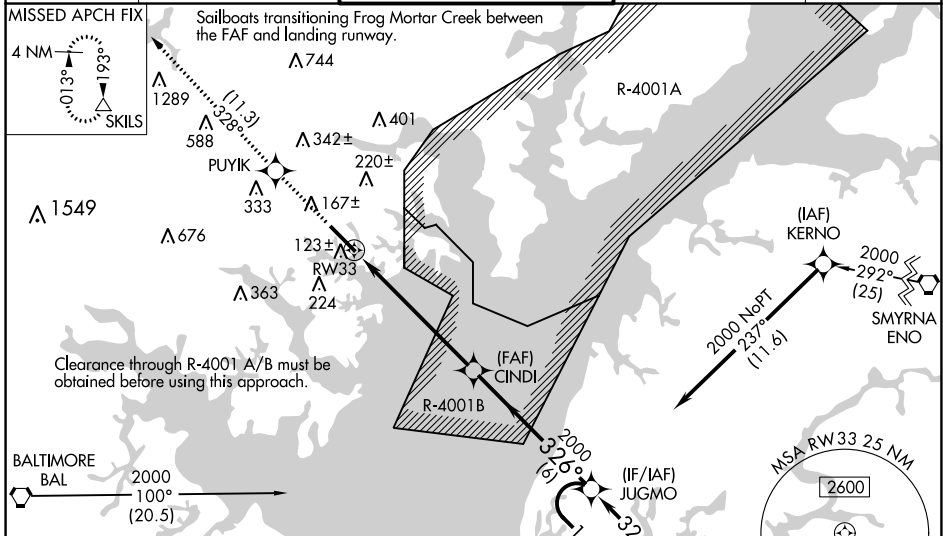 MISSED APCH FIX
4 NM
013°
193°
SKILS
Sailboats transitioning Frog Mortar Creek between
the FAF and landing runway.
744
1289
(11.3)
328°
588
401
342±
R-4001A
PUYIK
220±
333
167±
1549
676
123±
RW33
363
224
(IAF)
KERNO
2000
292°
(25)
SMYRNA
ENO
2000 NoPT
237°
(11.6)
Clearance through R-4001 A/B must be
obtained before using this approach.
(FAF)
CINDI
R-4001B
2000
326°
(6)
(IF/IAF)
JUGMO
BALTIMORE
BAL
2000
100°
(20.5)
MSA RW33 25 NM
2600